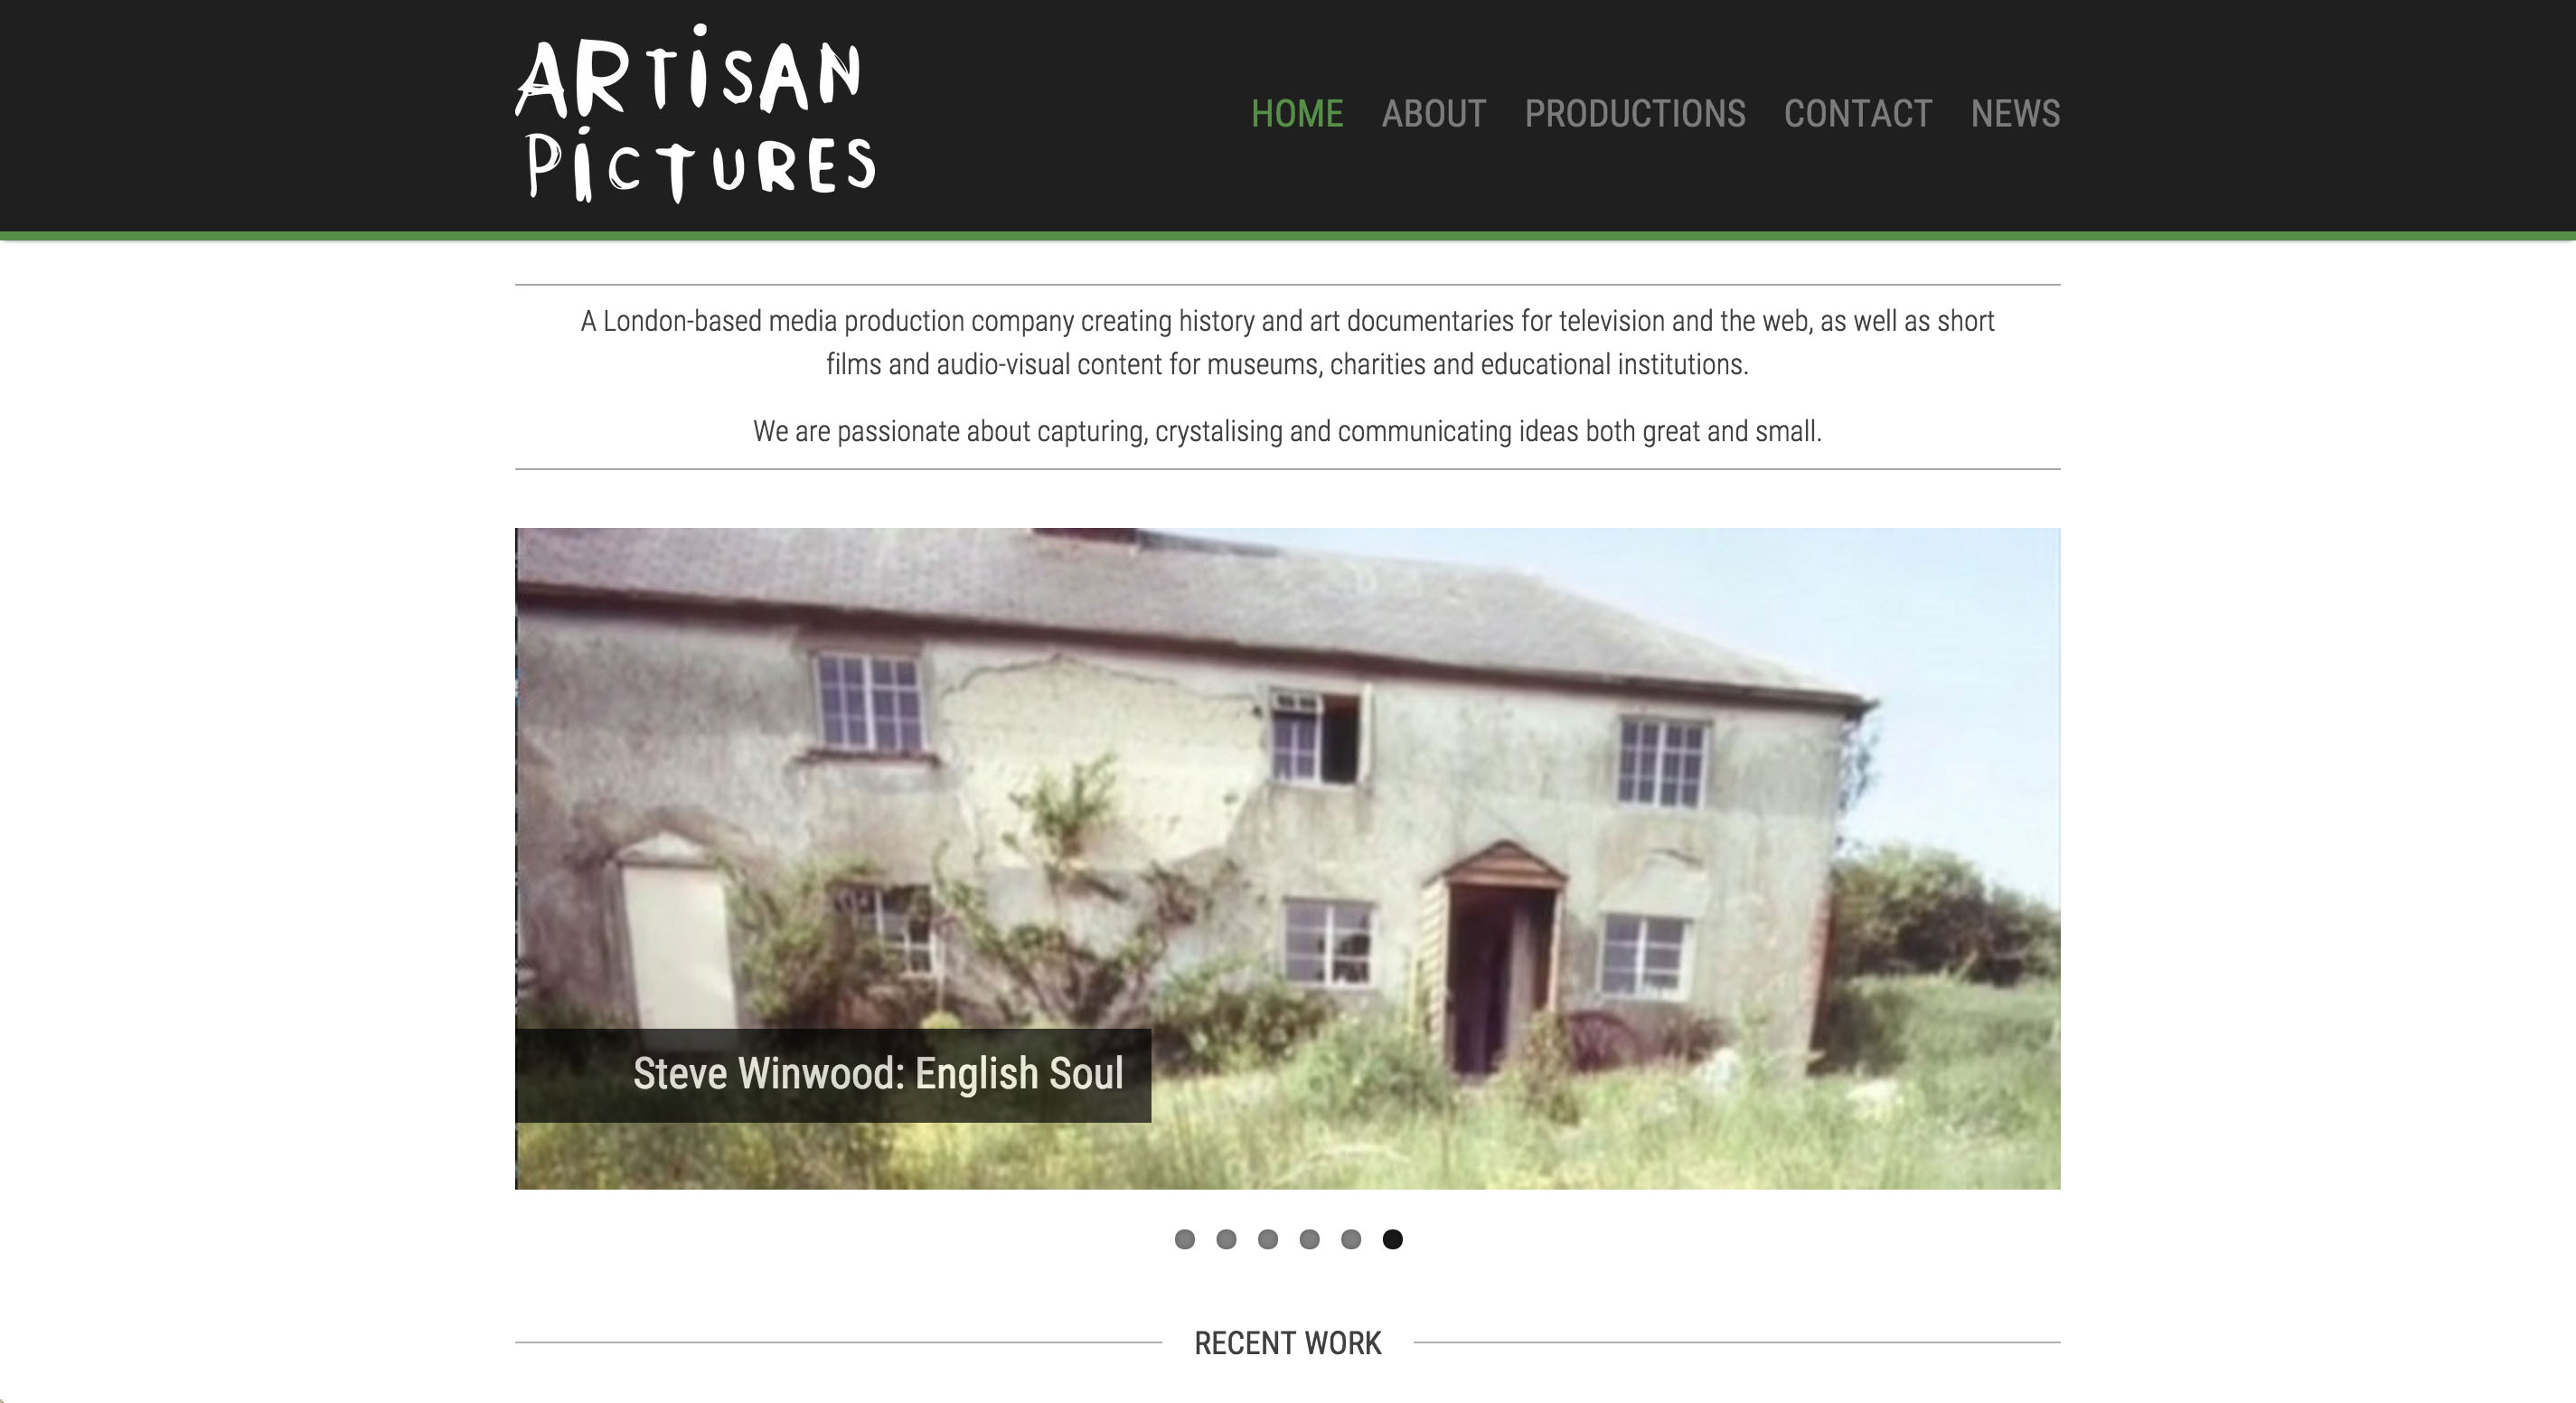 ARTiSAN
PiCTURES
HOME ABOUT PRODUCTIONS CONTACT NEWS
A London-based media production company creating history and art documentaries for television and the web, as well as short
films and audio-visual content for museums, charities and educational institutions.
We are passionate about capturing, crystalising and communicating ideas both great and small.
Steve Winwood: English Soul
RECENT WORK